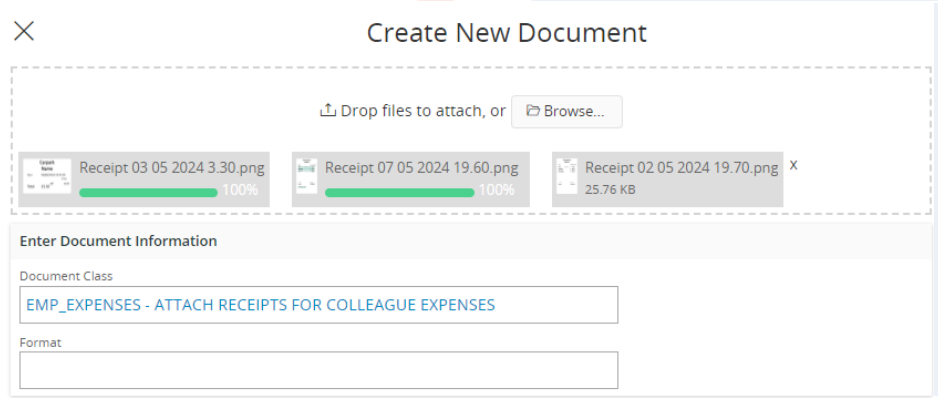 Create New Document
Drop files to attach, or Browse...
Receipt 03 05 2024 3.30.png
100%
Receipt 07 05 2024 19.60.png
100%
Receipt 02 05 2024 19.70.png x
25.76 KB
Enter Document Information
Document Class
EMP_EXPENSES - ATTACH RECEIPTS FOR COLLEAGUE EXPENSES
Format